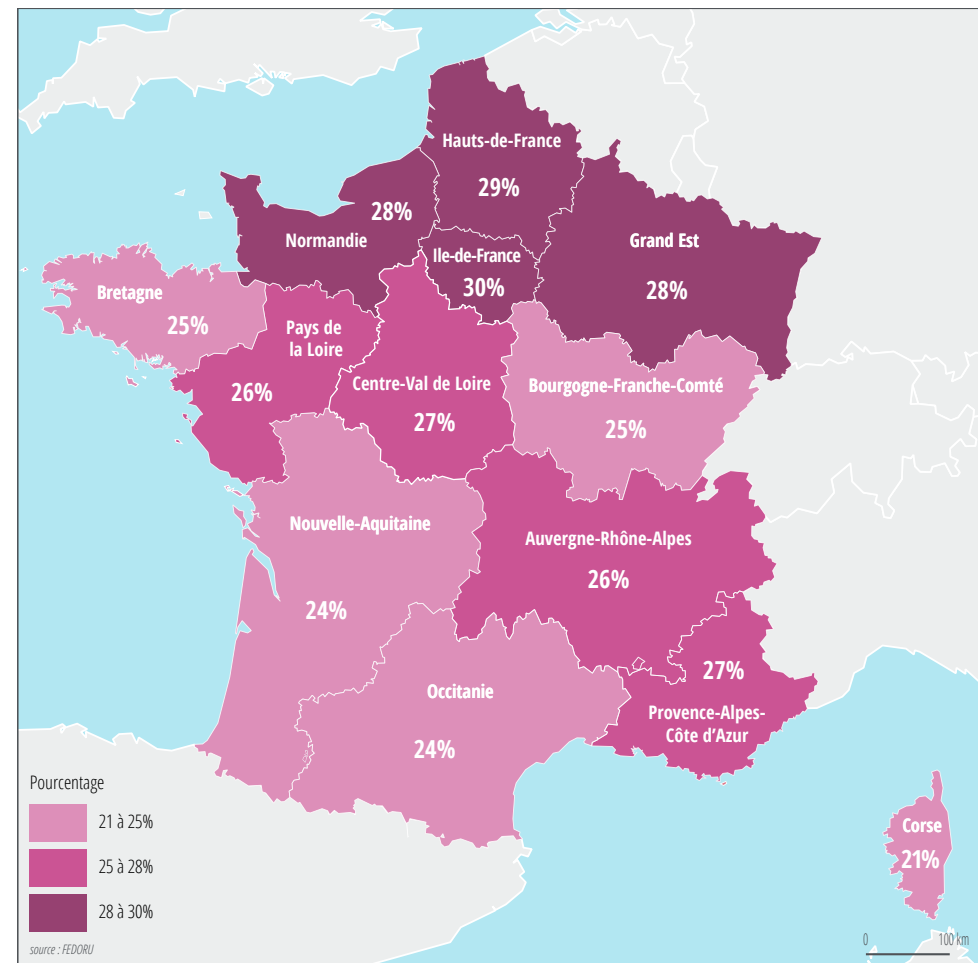 Hauts-de-France
29%
28%
Normandie
Ile-de-France
30%
Grand Est
28%
Bretagne
25%
Pays de
la Loire
26%
Centre-Val de Loire
27%
Bourgogne-Franche-Comté
25%
Nouvelle-Aquitaine
24%
Auvergne-Rhône-Alpes
26%
Occitanie
24%
27%
Provence-Alpes-
Côte d'Azur
Corse
21%
Pourcentage
21 à 25%
25 à 28%
28 à 30%
source : FEDORU
0 100 km